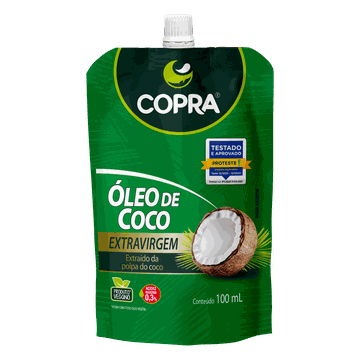 COPRA
TESTADO
E APROVADO
PROTESTE
ÓLEO DE
COCO
EXTRAVIRGEM
Extraído da
polpa do coco
PRODUTO
VEGANO
ACIDEZ
MÁXIMA
0,3%
Conteúdo 100 mL